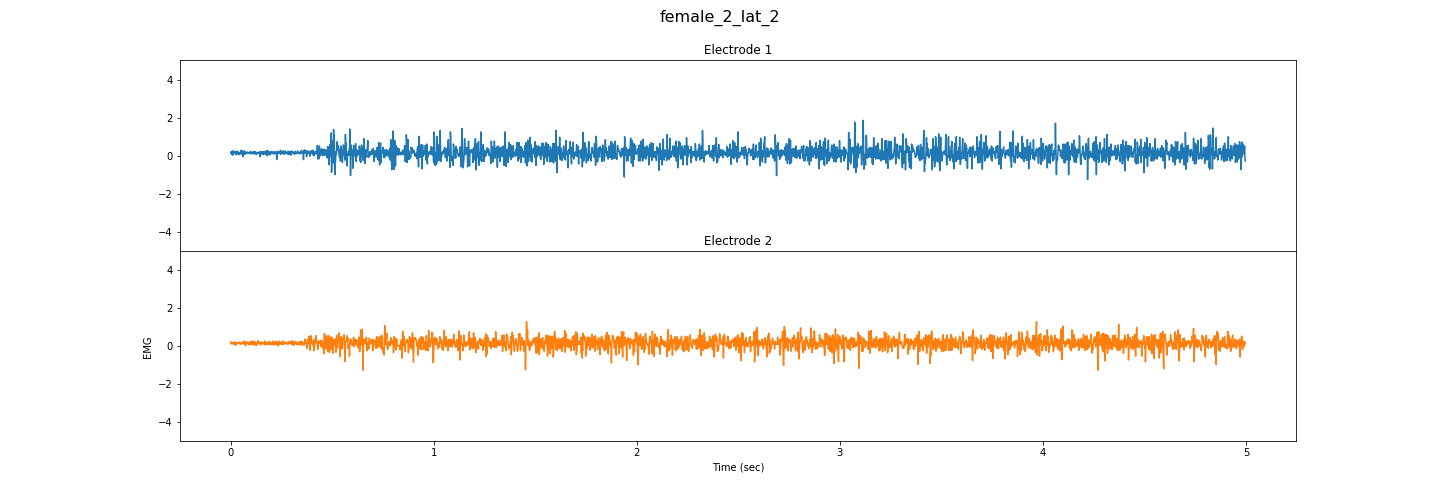 female_2_lat_2
Electrode 1
4
2
0
−2
−4
Electrode 2
4
2
0
−2
−4
EMG
0 1 2 3 4 5
Time (sec)